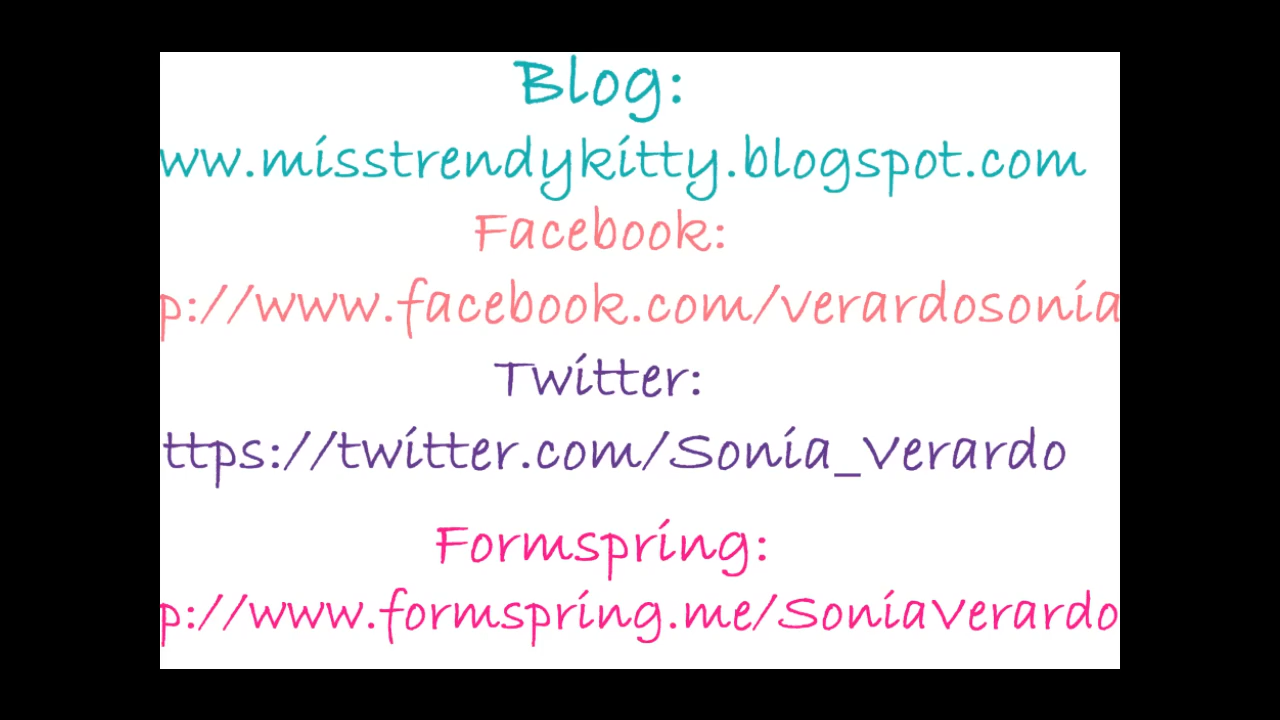 Blog:
ww.misstrendykitty.blogspot.com
Facebook:
p://www.facebook.com/verardosonia
Twitter:
ttps://twitter.com/Sonia_Verardo
Formspring:
p://www.formspring.me/SoniaVerardo